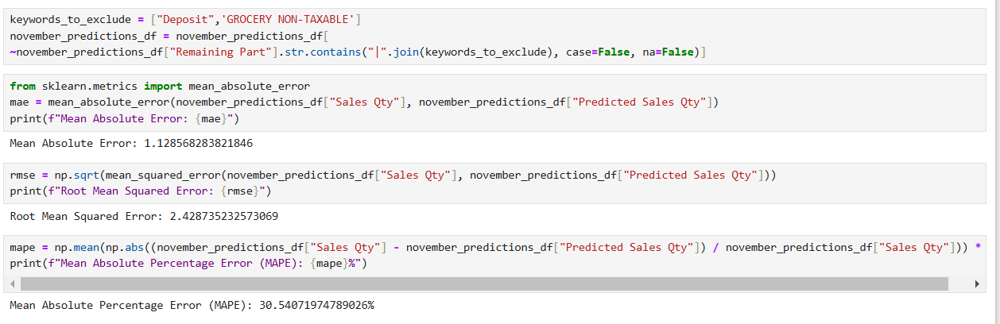 keywords_to_exclude = ["Deposit",'GROCERY NON-TAXABLE']
november_predictions_df = november_predictions_df[
~november_predictions_df["Remaining Part"].str.contains("|".join(keywords_to_exclude), case=False, na=False)]
from sklearn.metrics import mean_absolute_error
mae = mean_absolute_error(november_predictions_df["Sales Qty"], november_predictions_df["Predicted Sales Qty"])
print(f"Mean Absolute Error: {mae}")
Mean Absolute Error: 1.128568283821846
rmse = np.sqrt(mean_squared_error(november_predictions_df["Sales Qty"], november_predictions_df["Predicted Sales Qty"]))
print(f"Root Mean Squared Error: {rmse}")
Root Mean Squared Error: 2.428735232573069
mape = np.mean(np.abs((november_predictions_df["Sales Qty"] - november_predictions_df["Predicted Sales Qty"]) / november_predictions_df["Sales Qty"])) *
print(f"Mean Absolute Percentage Error (MAPE): {mape}%")
Mean Absolute Percentage Error (MAPE): 30.54071974789026%